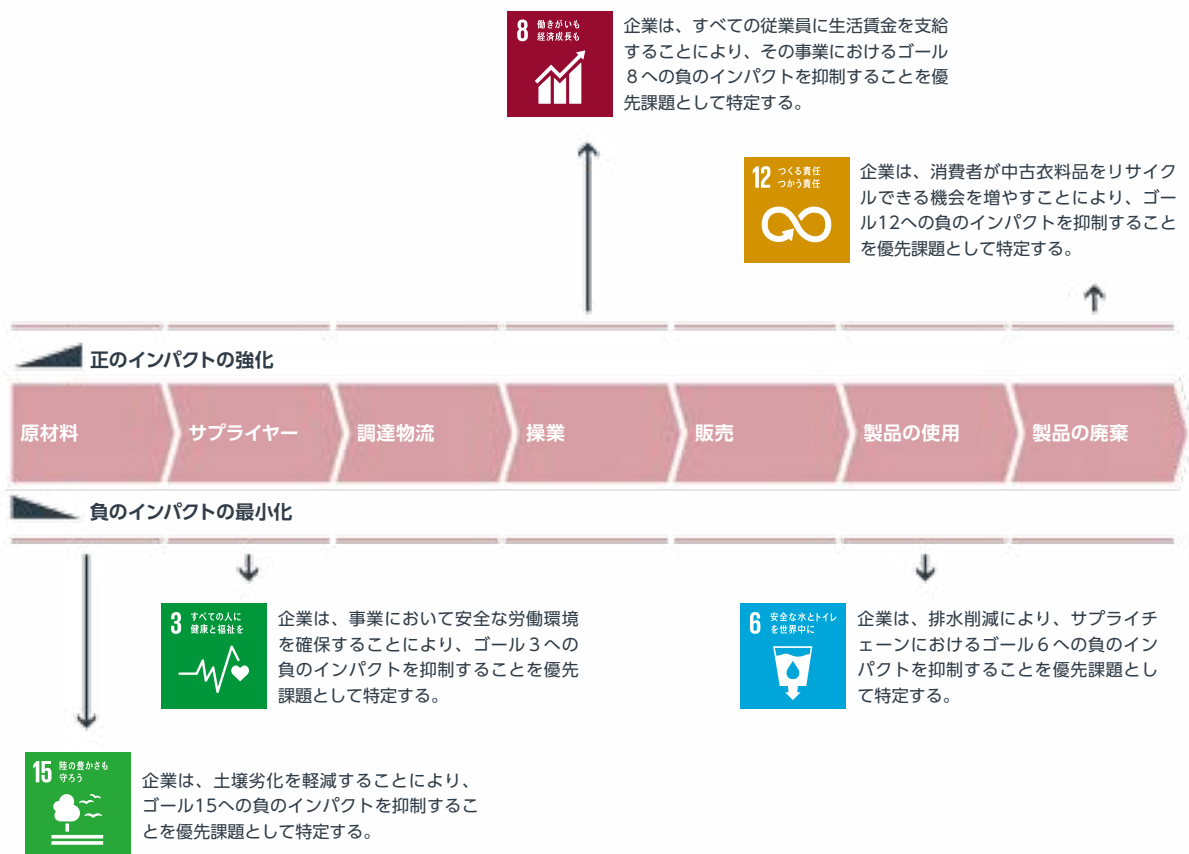 8 働きがいも
経済成長も
企業は、すべての従業員に生活賃金を支給
することにより、その事業におけるゴール
８への負のインパクトを抑制することを優
先課題として特定する。
12 つくる責任
つかう責任
企業は、消費者が中古衣料品をリサイク
ルできる機会を増やすことにより、ゴー
ル12への負のインパクトを抑制すること
を優先課題として特定する。
正のインパクトの強化
原材料
サプライヤー
調達物流
操業
販売
製品の使用
製品の廃棄
負のインパクトの最小化
3 すべての人に
健康と福祉を
企業は、事業において安全な労働環境
を確保することにより、ゴール３への
負のインパクトを抑制することを優先
課題として特定する。
6 安全な水とトイレ
を世界中に
企業は、排水削減により、サプライチ
ェーンにおけるゴール６への負のイン
パクトを抑制することを優先課題とし
て特定する。
15 陸の豊かさも
守ろう
企業は、土壌劣化を軽減することにより、
ゴール15への負のインパクトを抑制するこ
とを優先課題として特定する。